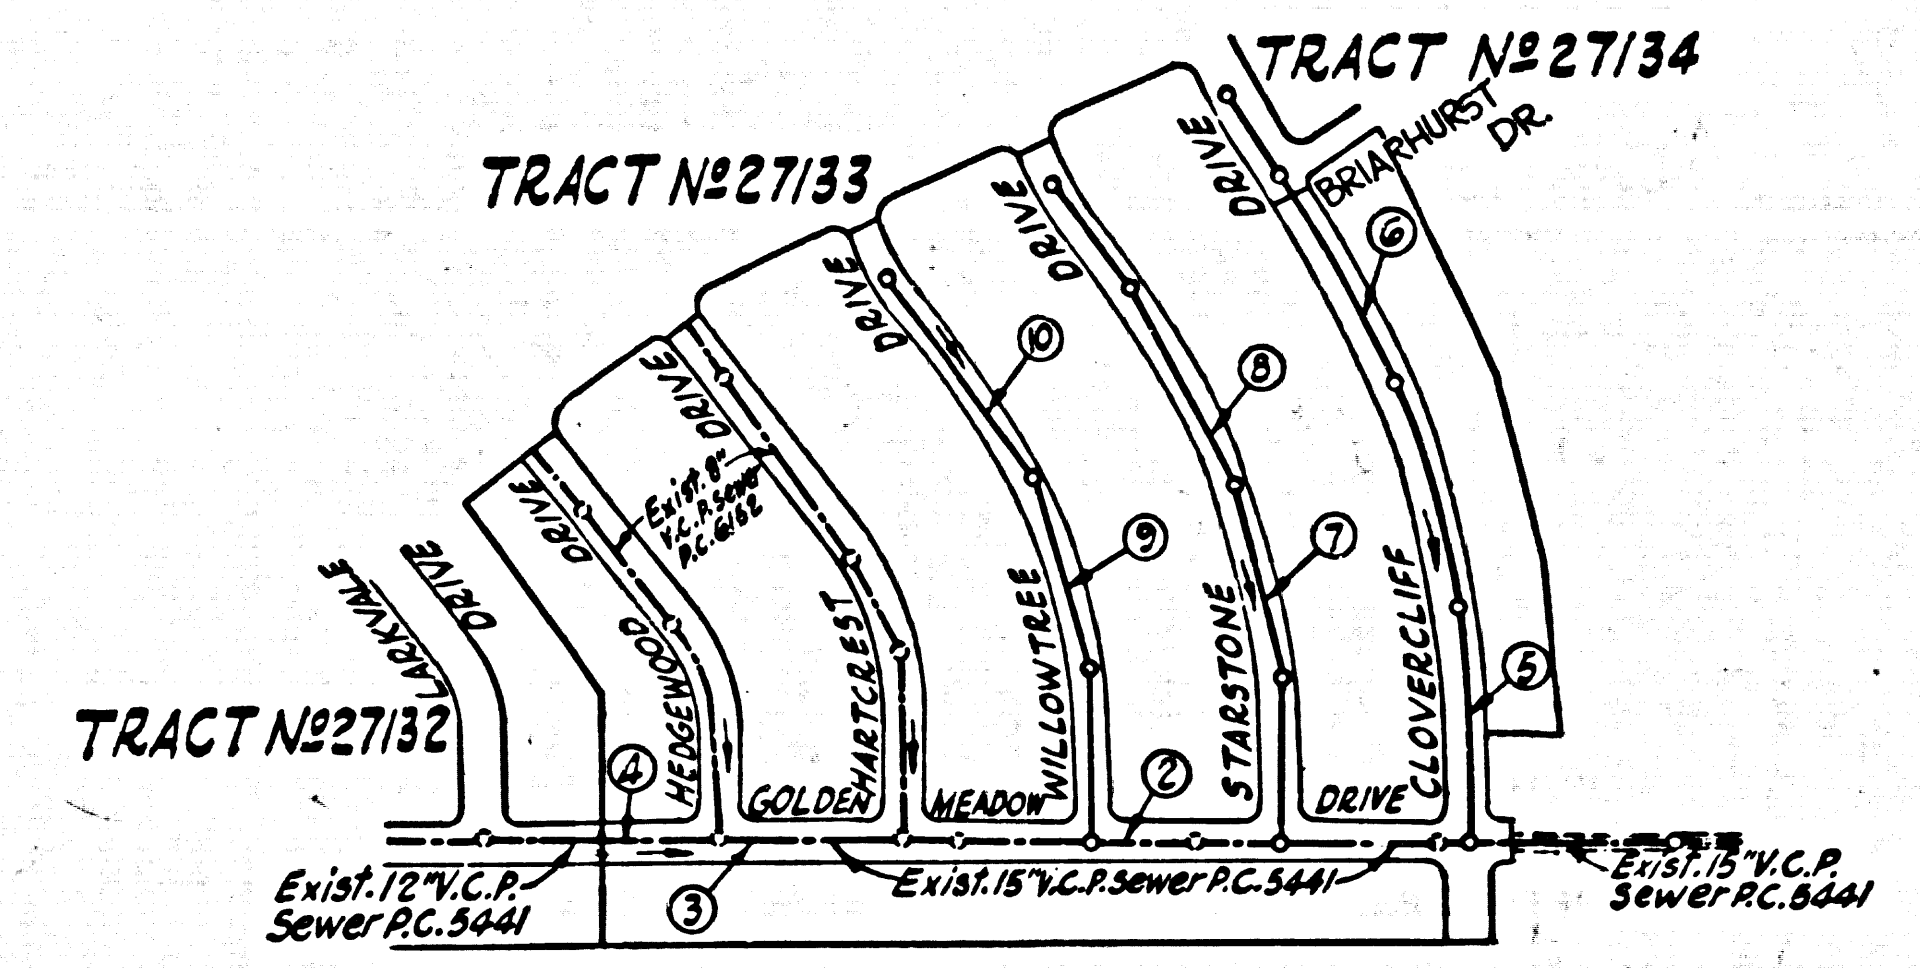 TRACT Nº 27134
BRIARHURST
DR.
TRACT Nº 27133
DRIVE
DRIVE
DRIVE
DRIVE
DRIVE
DRIVE
DRIVE
6
10
8
Exist. 8"
V.C.P. Sewer
P.C. 6152
9
7
LARKVALE
HEDGEWOOD
HARTCREST
WILLOWTREE
STARSTONE
CLOVERCLIFF
5
TRACT Nº 27132
4
2
GOLDEN MEADOW DRIVE
3
Exist. 12" V.C.P.
Sewer P.C. 5441
Exist. 15" V.C.P. Sewer P.C. 5441
Exist. 15" V.C.P.
Sewer P.C. 5441